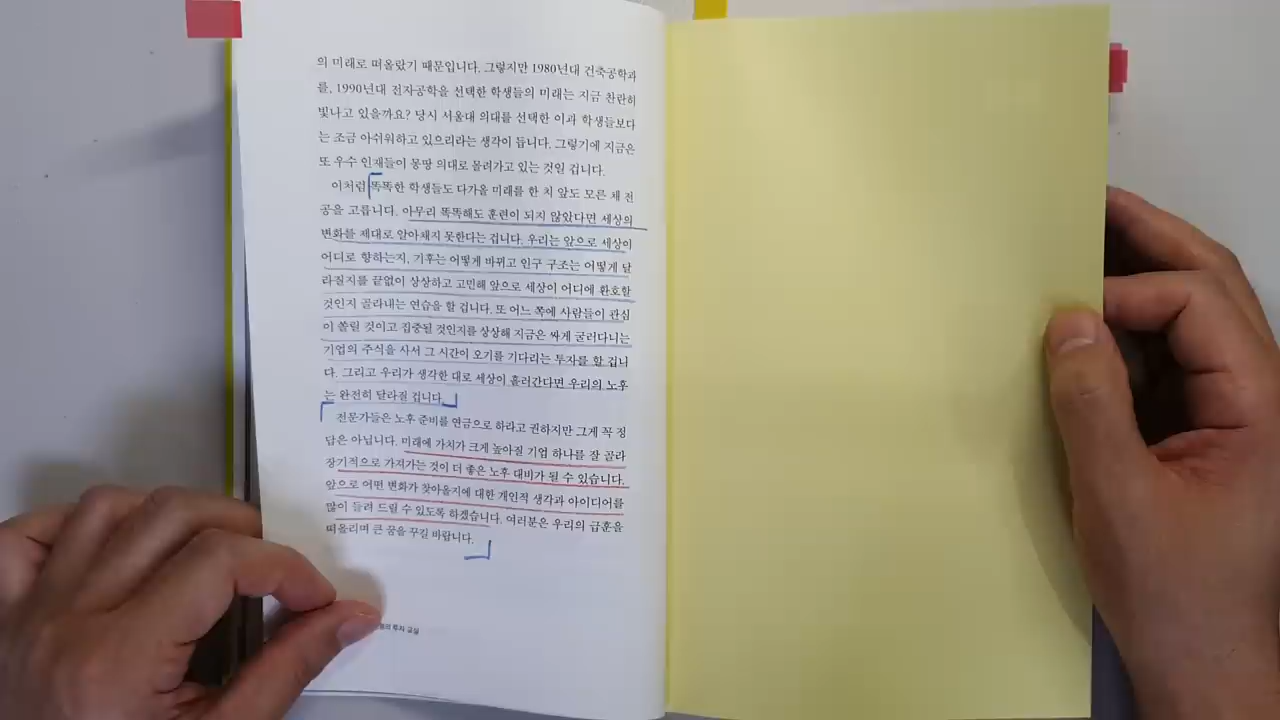 의 미래로 떠올랐기 때문입니다. 그렇지만 1980년대 건축공학과
를, 1990년대 전자공학을 선택한 학생들의 미래는 지금 찬란히
빛나고 있을까요? 당시 서울대 의대를 선택한 이과 학생들보다
는 조금 아쉬워하고 있으리라는 생각이 듭니다. 그렇기에 지금은
또 우수 인재들이 몽땅 의대로 몰려가고 있는 것일 겁니다.
이처럼 똑똑한 학생들도 다가올 미래를 한 치 앞도 모른 채 전
공을 고릅니다. 아무리 똑똑해도 훈련이 되지 않았다면 세상의
변화를 제대로 알아채지 못한다는 겁니다. 우리는 앞으로 세상이
어디로 향하는지, 기후는 어떻게 바뀌고 인구 구조는 어떻게 달
라질지를 끝없이 상상하고 고민해 앞으로 세상이 어디에 환호할
것인지 골라내는 연습을 할 겁니다. 또 어느 쪽에 사람들이 관심
이 쏠릴 것이고 집중될 것인지를 상상해 지금은 싸게 굴러다니는
기업의 주식을 사서 그 시간이 오기를 기다리는 투자를 할 겁니
다. 그리고 우리가 생각한 대로 세상이 흘러간다면 우리의 노후
는 완전히 달라질 겁니다.
전문가들은 노후 준비를 연금으로 하라고 권하지만 그게 꼭 정
답은 아닙니다. 미래에 가치가 크게 높아질 기업 하나를 잘 골라
장기적으로 가져가는 것이 더 좋은 노후 대비가 될 수 있습니다.
앞으로 어떤 변화가 찾아올지에 대한 개인적 생각과 아이디어를
많이 들려 드릴 수 있도록 하겠습니다. 여러분은 우리의 급훈을
떠올리며 큰 꿈을 꾸길 바랍니다.
투자 교실